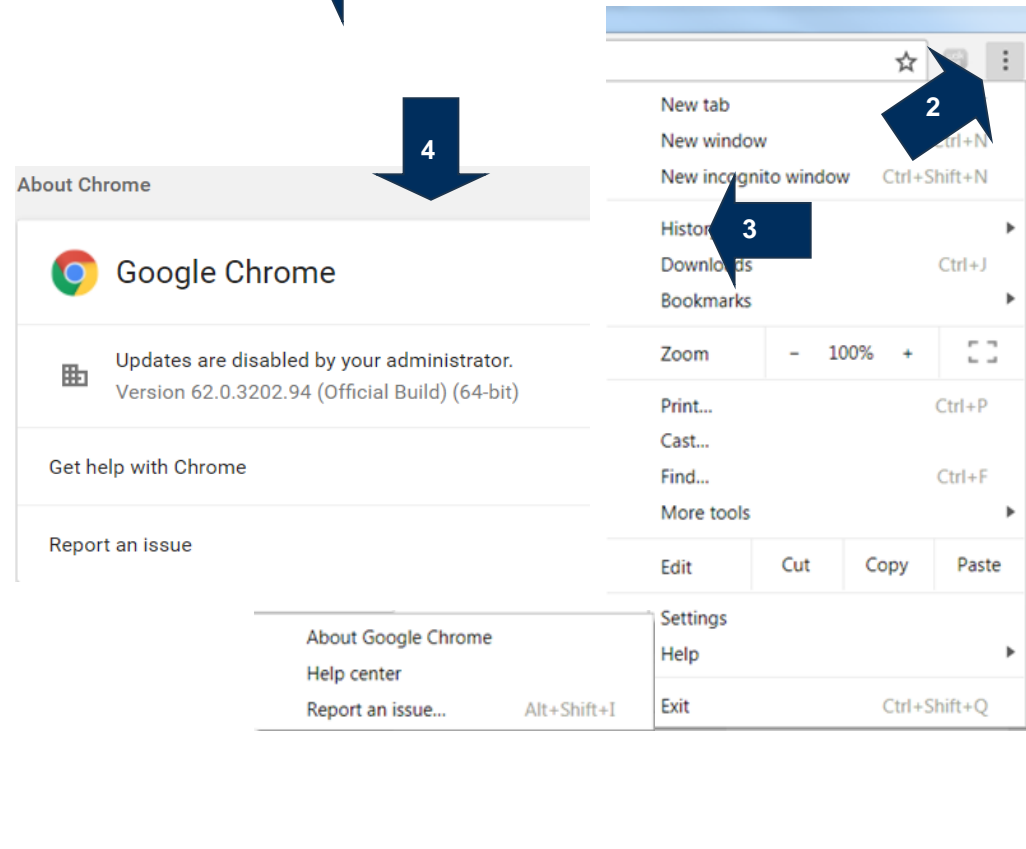 2
New tab
New window
New incognito window Ctrl+Shift+N
3
Downloads Ctrl+J
Bookmarks
Zoom - 100% +
Print... Ctrl+P
Cast...
Find... Ctrl+F
More tools
Edit Cut Copy Paste
Settings
Help
Exit Ctrl+Shift+Q
4
About Chrome
Google Chrome
Updates are disabled by your administrator.
Version 62.0.3202.94 (Official Build) (64-bit)
Get help with Chrome
Report an issue
About Google Chrome
Help center
Report an issue... Alt+Shift+I